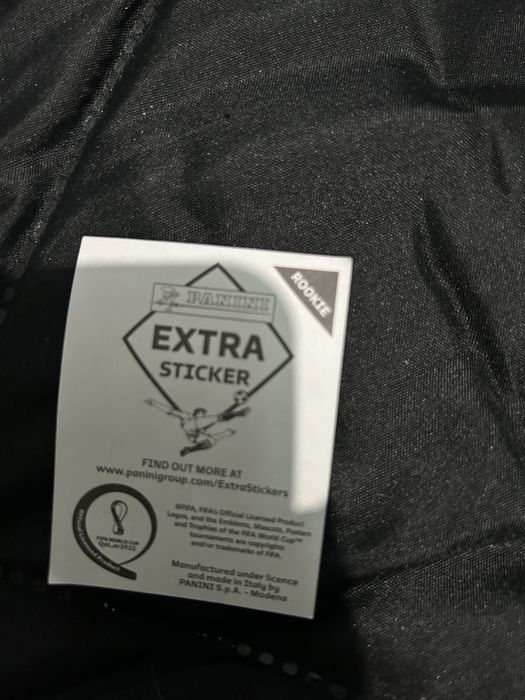 ROOKIE
PANINI
EXTRA
STICKER
FIND OUT MORE AT
www.paninigroup.com/ExtraStickers
FIFA WORLD CUP
Qatar2022
Official Licensed Product
©FIFA, FIFA's Official Licensed Product
Logos, and the Emblems, Mascots, Posters
and Trophies of the FIFA World Cup™
tournaments are copyrights
and/or trademarks of FIFA.
Manufactured under licence
and made in Italy by
PANINI S.p.A. - Modena